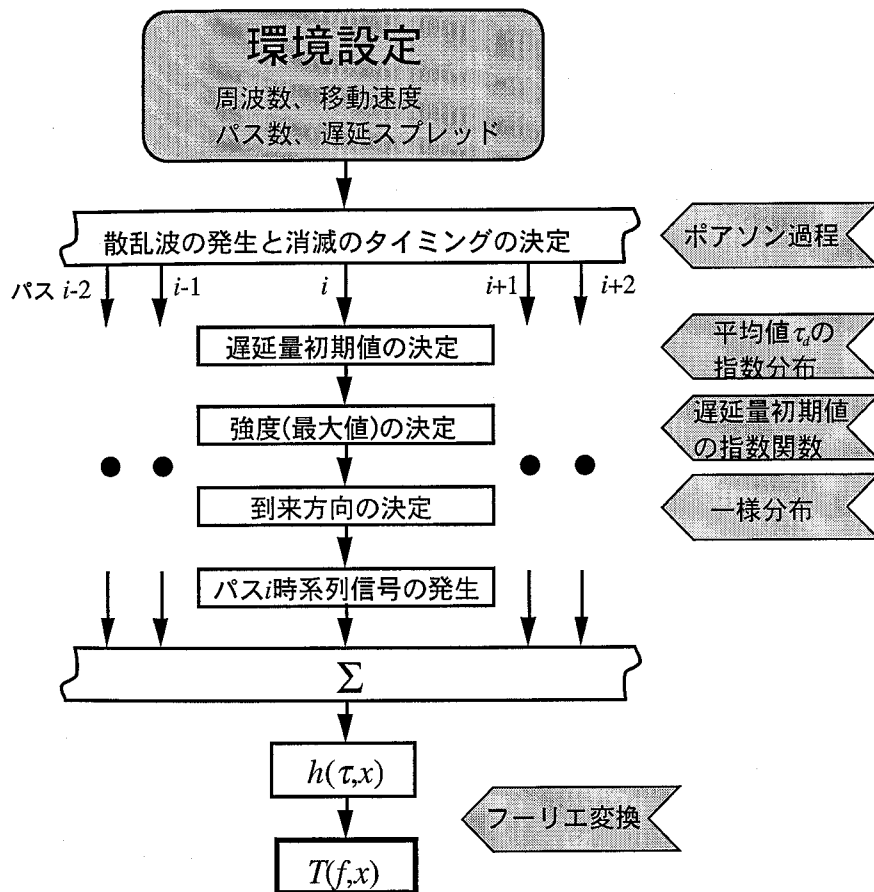 環境設定
周波数、移動速度
パス数、遅延スプレッド
散乱波の発生と消滅のタイミングの決定
ポアソン過程
パス i-2
i-1
i
i+1
i+2
遅延量初期値の決定
平均値τdの
指数分布
強度(最大値)の決定
遅延量初期値
の指数関数
到来方向の決定
一様分布
パスi時系列信号の発生
Σ
h(τ,x)
フーリエ変換
T(f,x)